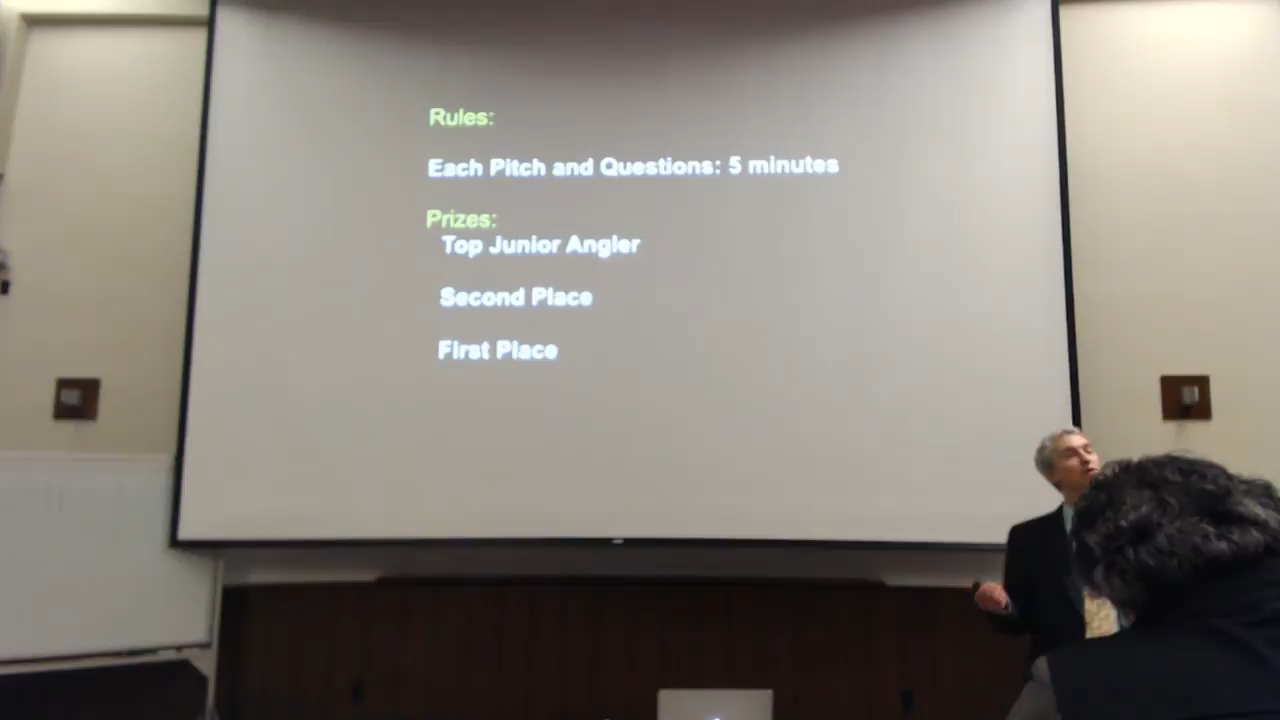 Rules:
Each Pitch and Questions: 5 minutes
Prizes:
Top Junior Angler
Second Place
First Place